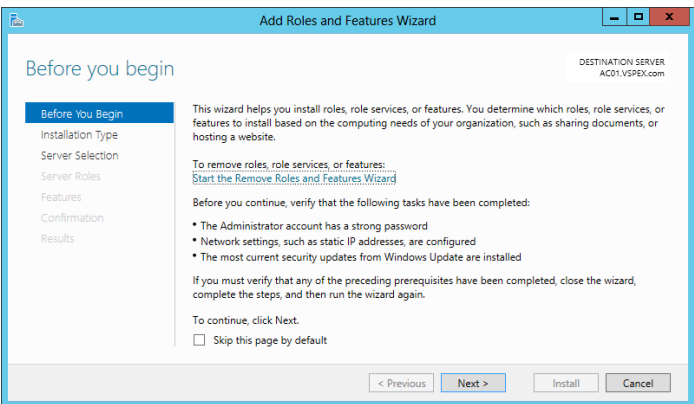 Add Roles and Features Wizard
Before you begin
DESTINATION SERVER
AC01.VSPEX.com
Before You Begin
Installation Type
Server Selection
Server Roles
Features
Confirmation
Results
This wizard helps you install roles, role services, or features. You determine which roles, role services, or
features to install based on the computing needs of your organization, such as sharing documents, or
hosting a website.
To remove roles, role services, or features:
Start the Remove Roles and Features Wizard
Before you continue, verify that the following tasks have been completed:
• The Administrator account has a strong password
• Network settings, such as static IP addresses, are configured
• The most current security updates from Windows Update are installed
If you must verify that any of the preceding prerequisites have been completed, close the wizard,
complete the steps, and then run the wizard again.
To continue, click Next.
Skip this page by default
< Previous
Next >
Install
Cancel